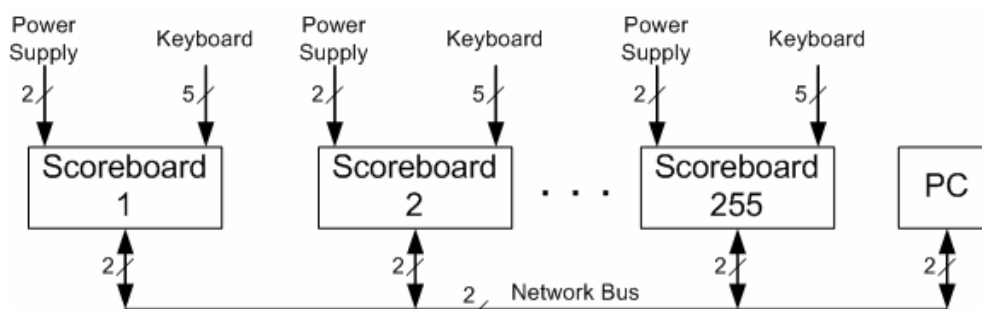 Power Supply
Keyboard
Power Supply
Keyboard
Power Supply
Keyboard
2
5
2
5
2
5
Scoreboard 1
Scoreboard 2
. . .
Scoreboard 255
PC
2
2
2
2
2
Network Bus